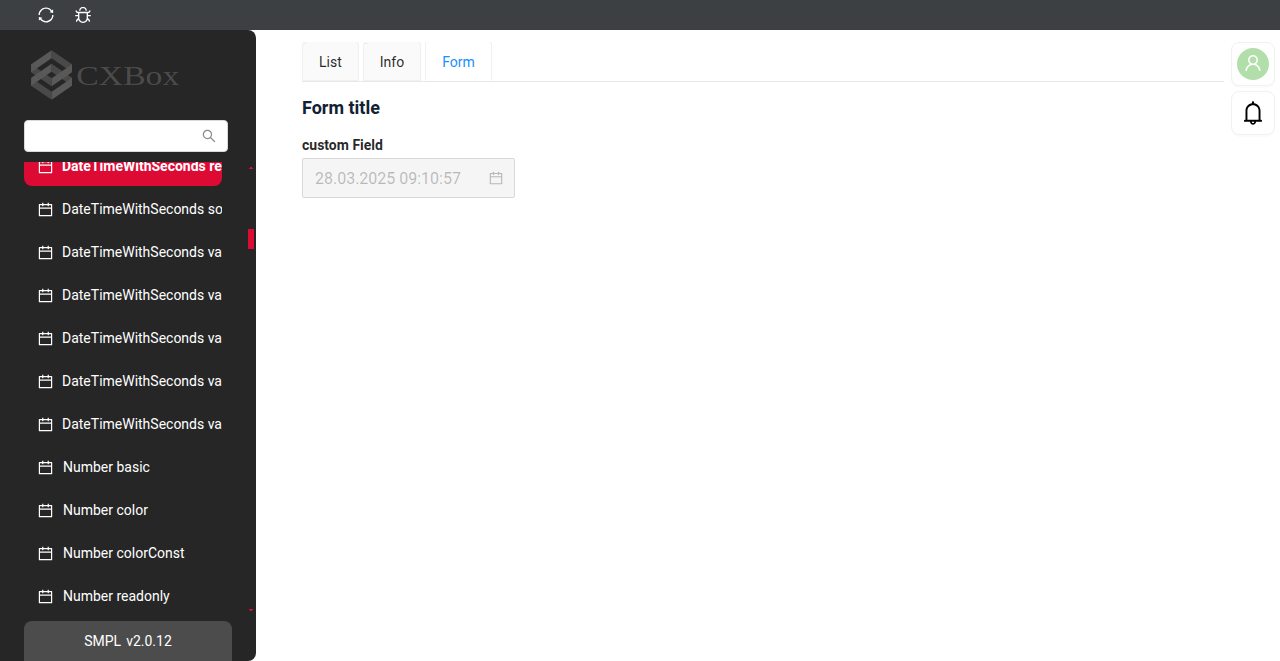 CXBox
List Info Form
Form title
custom Field
28.03.2025 09:10:57
DateTimeWithSeconds re
DateTimeWithSeconds so
DateTimeWithSeconds va
DateTimeWithSeconds va
DateTimeWithSeconds va
DateTimeWithSeconds va
DateTimeWithSeconds va
Number basic
Number color
Number colorConst
Number readonly
SMPL v2.0.12